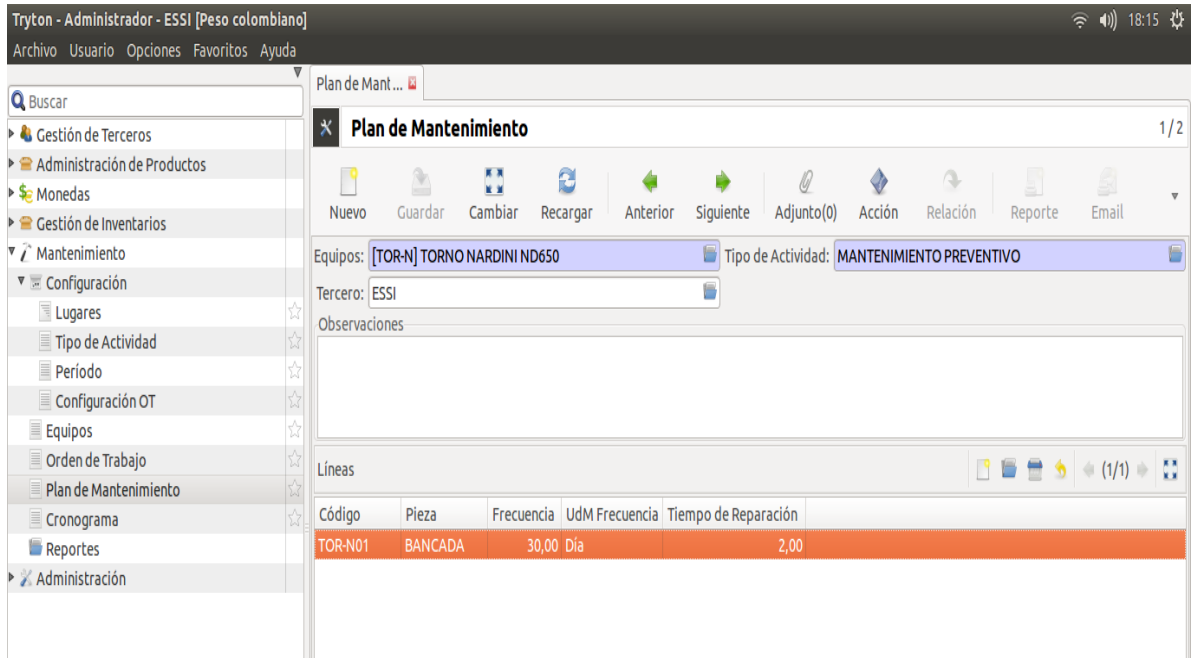 Tryton - Administrador - ESSI [Peso colombiano]
18:15
Archivo Usuario Opciones Favoritos Ayuda
Buscar
Gestión de Terceros
Administración de Productos
Monedas
Gestión de Inventarios
Mantenimiento
Configuración
Lugares
Tipo de Actividad
Período
Configuración OT
Equipos
Orden de Trabajo
Plan de Mantenimiento
Cronograma
Reportes
Administración
Plan de Mant...
Plan de Mantenimiento
1 / 2
Nuevo Guardar Cambiar Recargar Anterior Siguiente Adjunto(0) Acción Relación Reporte Email
Equipos: [TOR-N] TORNO NARDINI ND650 Tipo de Actividad: MANTENIMIENTO PREVENTIVO
Tercero: ESSI
Observaciones
Líneas (1/1)
Código Pieza Frecuencia UdM Frecuencia Tiempo de Reparación
TOR-N01 BANCADA 30,00 Día 2,00